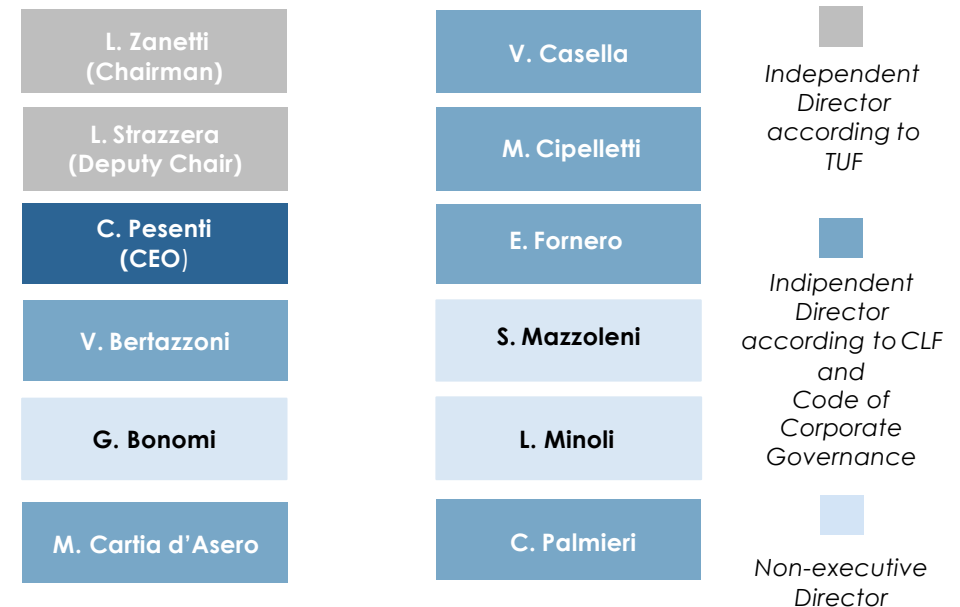 L. Zanetti
(Chairman)
L. Strazzera
(Deputy Chair)
C. Pesenti
(CEO)
V. Bertazzoni
G. Bonomi
M. Cartia d’Asero
V. Casella
M. Cipelletti
E. Fornero
S. Mazzoleni
L. Minoli
C. Palmieri
Independent
Director
according to
TUF
Indipendent
Director
according to CLF
and
Code of
Corporate
Governance
Non-executive
Director